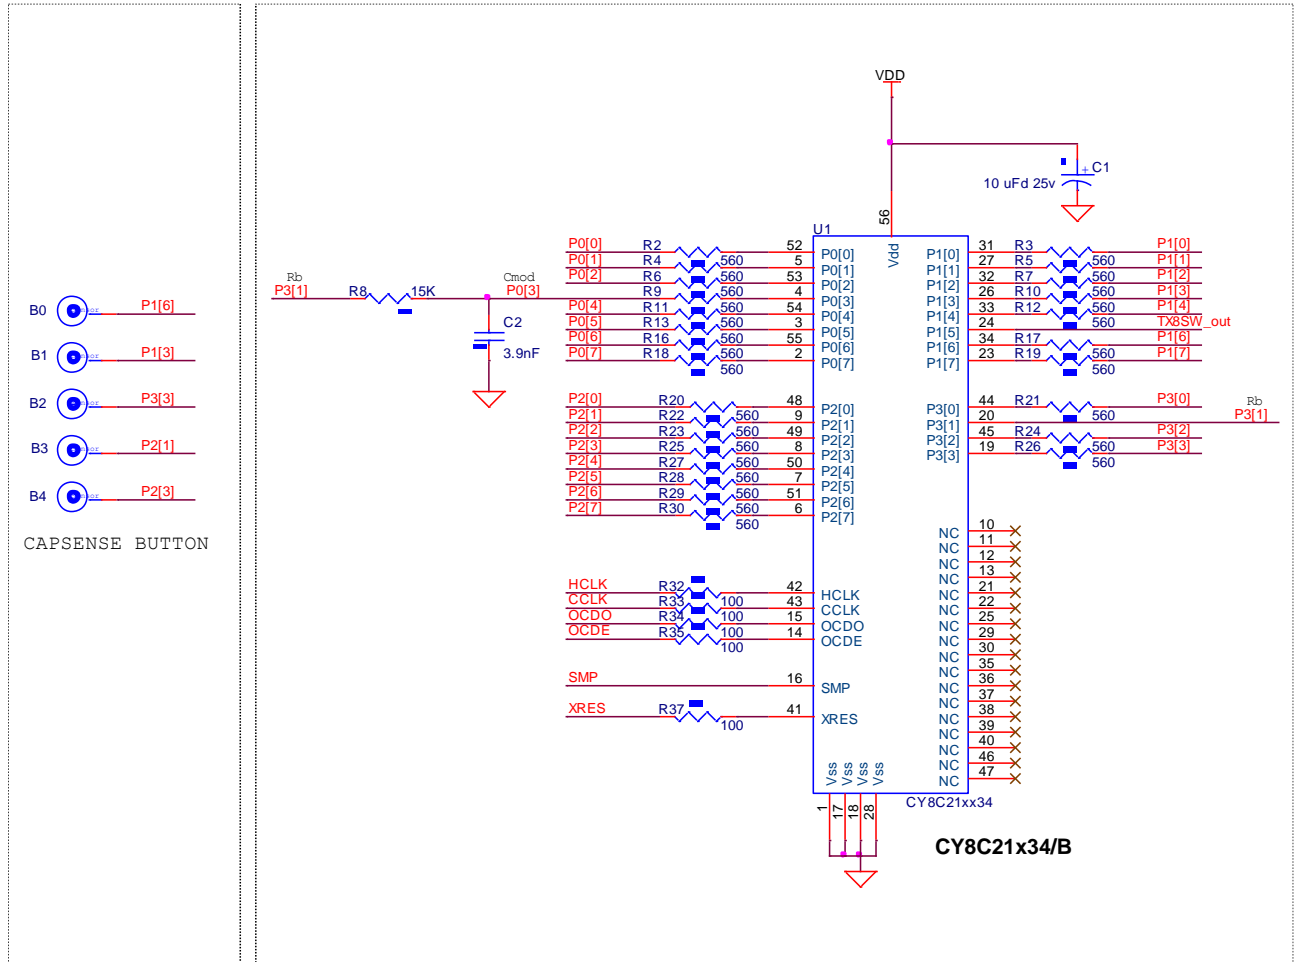 VDD
C1
10 uFd 25v
56
U1
Vdd
P0[0] R2 52 P0[0] P1[0] 31 R3 P1[0]
P0[1] R4 560 5 P0[1] P1[1] 27 R5 560 P1[1]
P0[2] R6 560 53 P0[2] P1[2] 32 R7 560 P1[2]
Rb
P3[1] R8 15K
Cmod
P0[3] R9 560 4 P0[3] P1[3] 26 R10 560 P1[3]
P0[4] R11 560 54 P0[4] P1[4] 33 R12 560 P1[4]
P0[5] R13 560 3 P0[5] P1[5] 24 560 TX8SW_out
P0[6] R16 560 55 P0[6] P1[6] 34 R17 P1[6]
P0[7] R18 560 2 P0[7] P1[7] 23 R19 560 P1[7]
560 560
C2
3.9nF
B0 P1[6]
B1 P1[3]
B2 P3[3]
B3 P2[1]
B4 P2[3]
CAPSENSE BUTTON
P2[0] R20 48 P2[0] P3[0] 44 R21 P3[0]
Rb
P2[1] R22 560 9 P2[1] P3[1] 20 560 P3[1]
P2[2] R23 560 49 P2[2] P3[2] 45 R24 P3[2]
P2[3] R25 560 8 P2[3] P3[3] 19 R26 560 P3[3]
P2[4] R27 560 50 P2[4] 560
P2[5] R28 560 7 P2[5]
P2[6] R29 560 51 P2[6]
P2[7] R30 560 6 P2[7]
560
NC 10
NC 11
NC 12
NC 13
NC 21
NC 22
NC 25
NC 29
NC 30
NC 35
NC 36
NC 37
NC 38
NC 39
NC 40
NC 46
NC 47
HCLK R32 42 HCLK
CCLK R33 100 43 CCLK
OCDO R34 100 15 OCDO
OCDE R35 100 14 OCDE
100
SMP 16 SMP
XRES R37 100 41 XRES
Vss Vss Vss Vss
1 17 18 28
CY8C21xx34
CY8C21x34/B